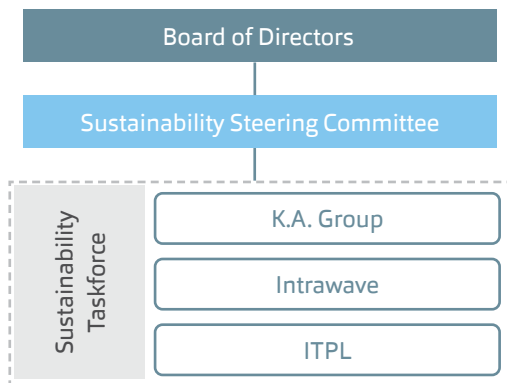 Board of Directors
Sustainability Steering Committee
Sustainability
Taskforce
K.A. Group
Intrawave
ITPL